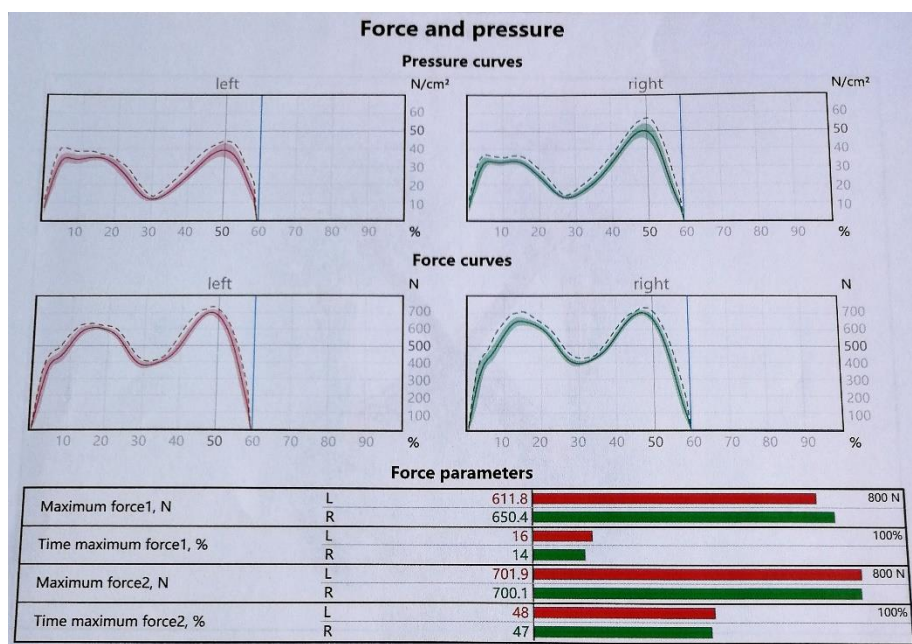 Force and pressure
Pressure curves
left
N/cm²
60
50
40
30
20
10
10 20 30 40 50 60 70 80 90 %
right
N/cm²
60
50
40
30
20
10
10 20 30 40 50 60 70 80 90 %
Force curves
left
N
700
600
500
400
300
200
100
10 20 30 40 50 60 70 80 90 %
right
N
700
600
500
400
300
200
100
10 20 30 40 50 60 70 80 90 %
Force parameters
Maximum force1, N L 611.8 800 N
R 650.4
Time maximum force1, % L 16 100%
R 14
Maximum force2, N L 701.9 800 N
R 700.1
Time maximum force2, % L 48 100%
R 47